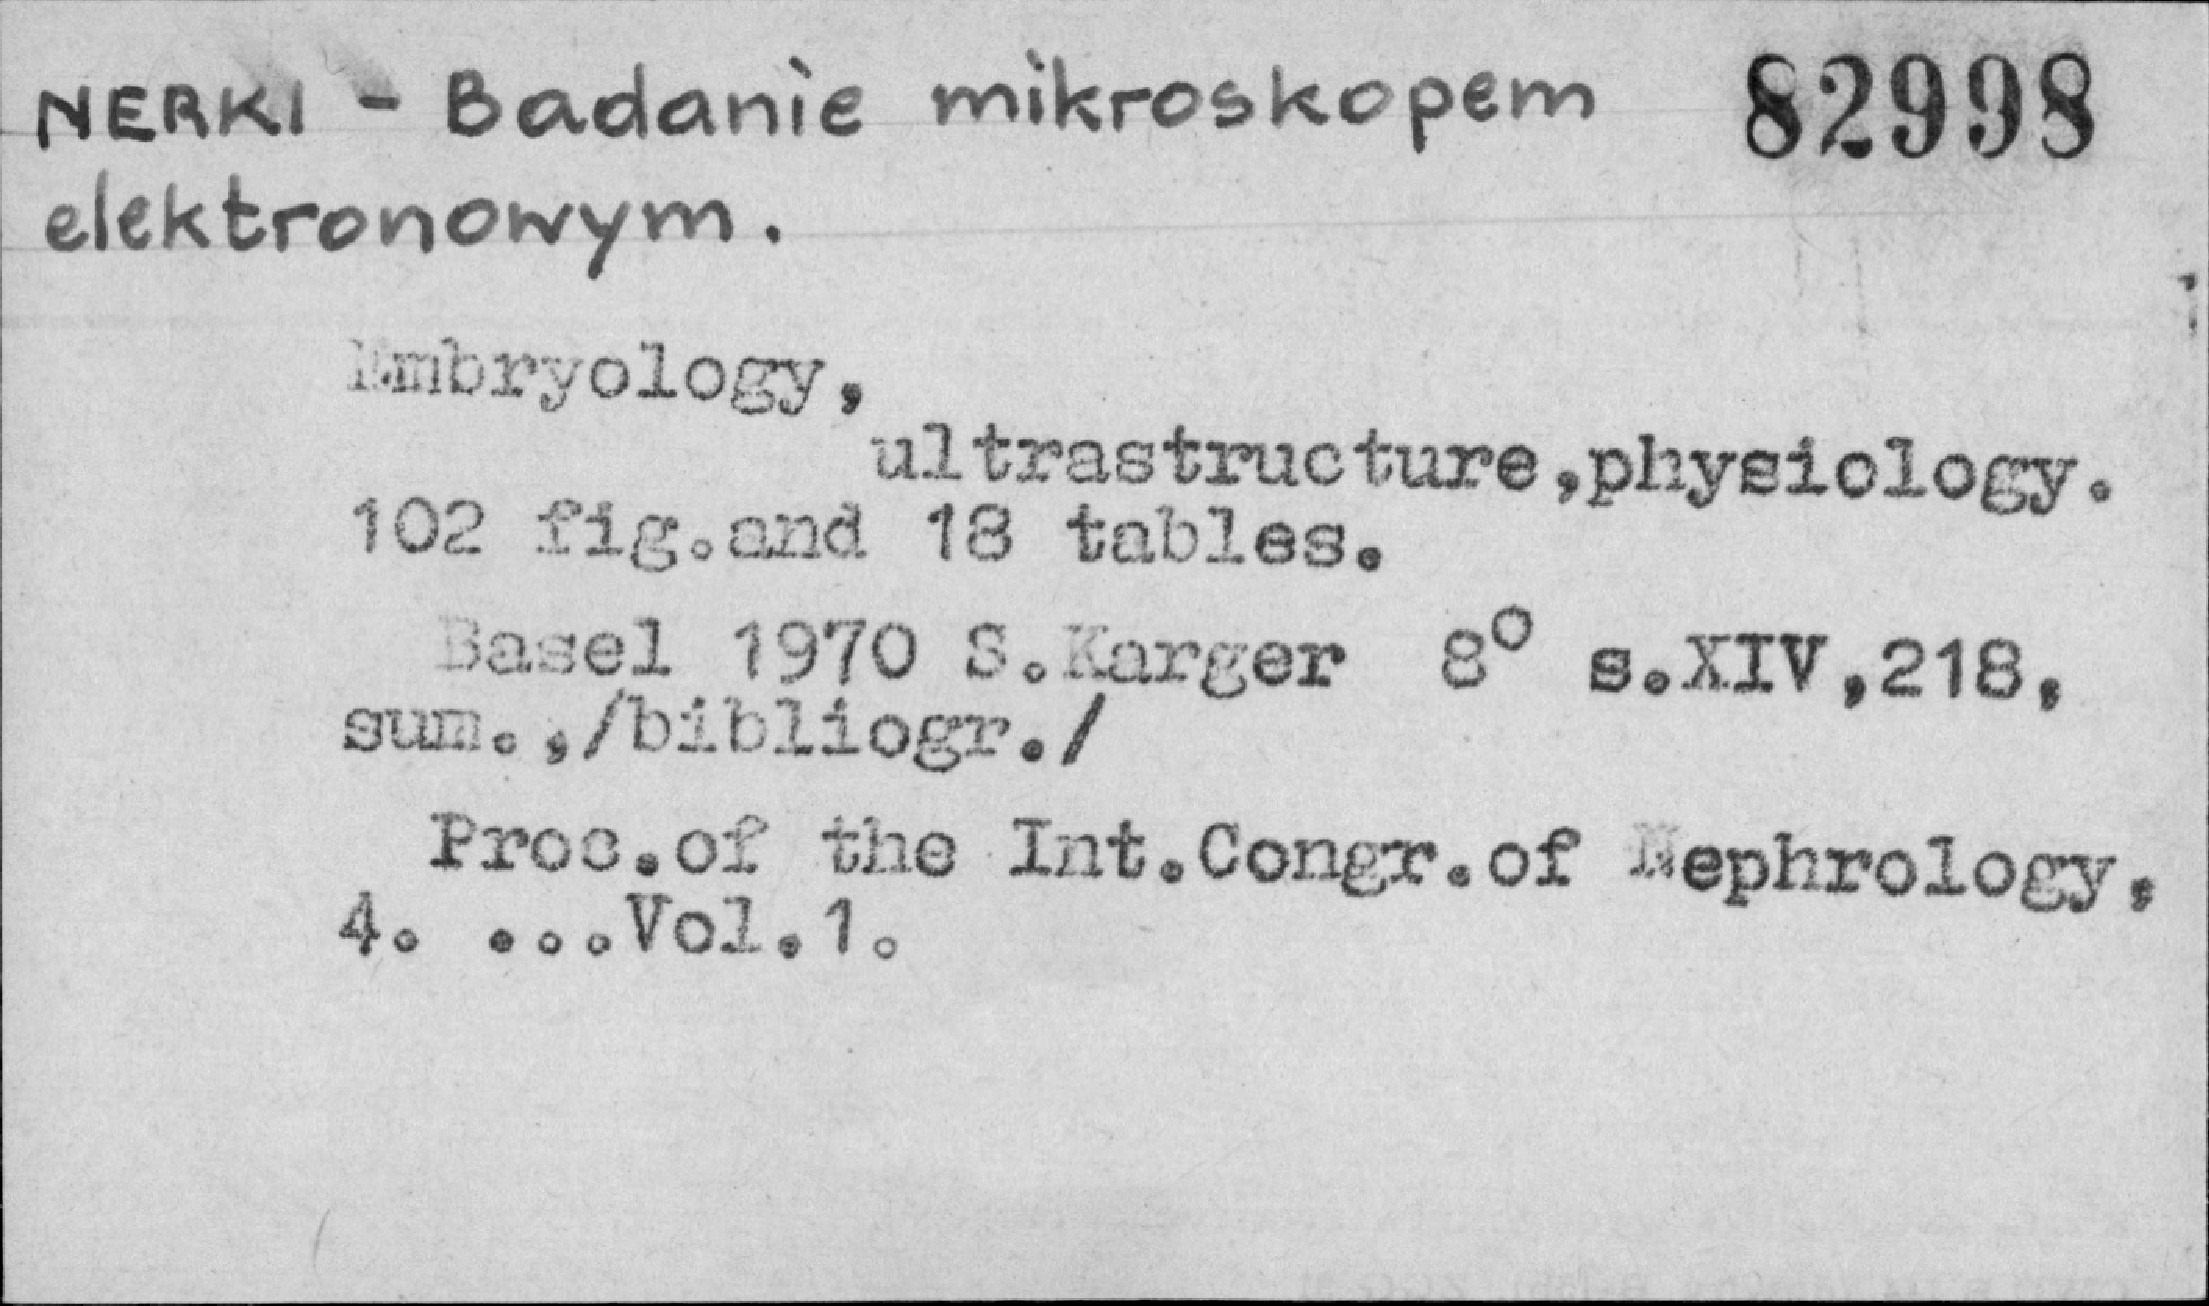 NERKI - Badanie mikroskopem 82998
elektronowym.
Embryology,
ultrastructure,physiology.
102 fig.and 18 tables.
Basel 1970 S.Karger 8° s.XIV,218,
sum.,/bibliogr./
Proc.of the Int.Congr.of Nephrology,
4. ...Vol.1.